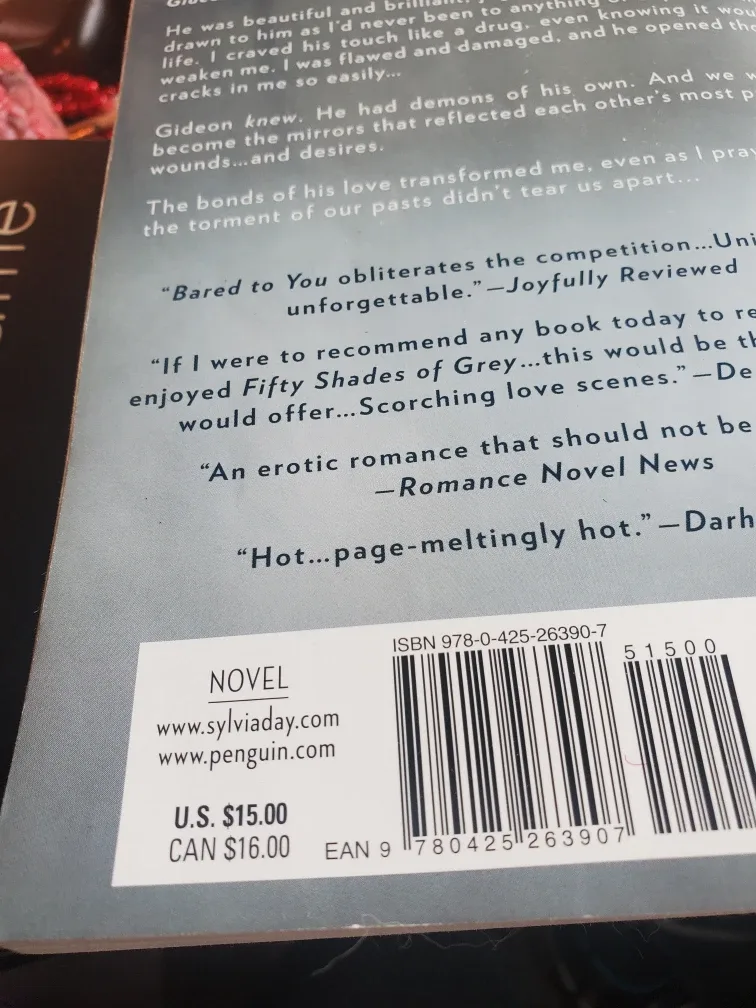 He was beautiful and brilliant,
drawn to him as I'd never been to anything
life. I craved his touch like a drug, even knowing it
weaken me. I was flawed and damaged, and he opened
cracks in me so easily...
Gideon knew. He had demons of his own. And we
become the mirrors that reflected each other's most
wounds...and desires.
The bonds of his love transformed me, even as I
the torment of our pasts didn't tear us apart...
"Bared to You obliterates the competition...Uni
unforgettable." —Joyfully Reviewed
"If I were to recommend any book today to re
enjoyed Fifty Shades of Grey...this would be th
would offer...Scorching love scenes." —De
"An erotic romance that should not be
—Romance Novel News
"Hot...page-meltingly hot." —Darh
NOVEL
www.sylviaday.com
www.penguin.com
U.S. $15.00
CAN $16.00
ISBN 978-0-425-26390-7
51500
EAN 9 780425 263907